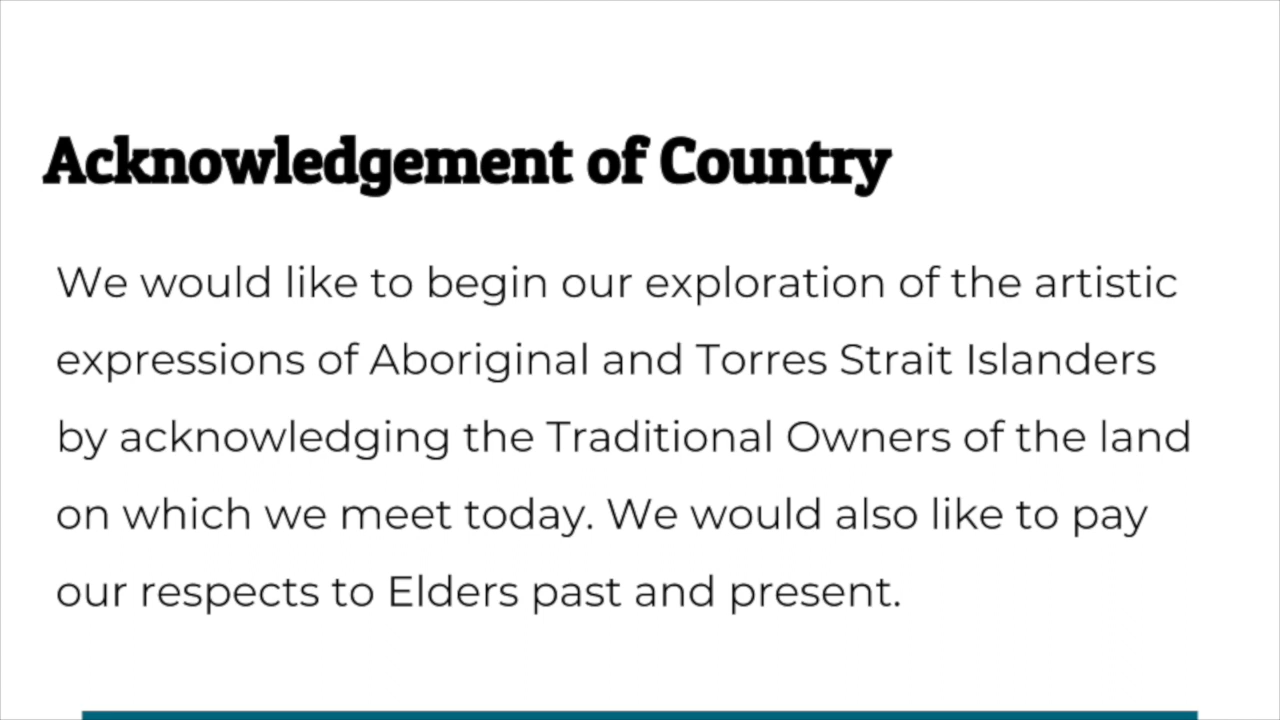 Acknowledgement of Country
We would like to begin our exploration of the artistic
expressions of Aboriginal and Torres Strait Islanders
by acknowledging the Traditional Owners of the land
on which we meet today. We would also like to pay
our respects to Elders past and present.